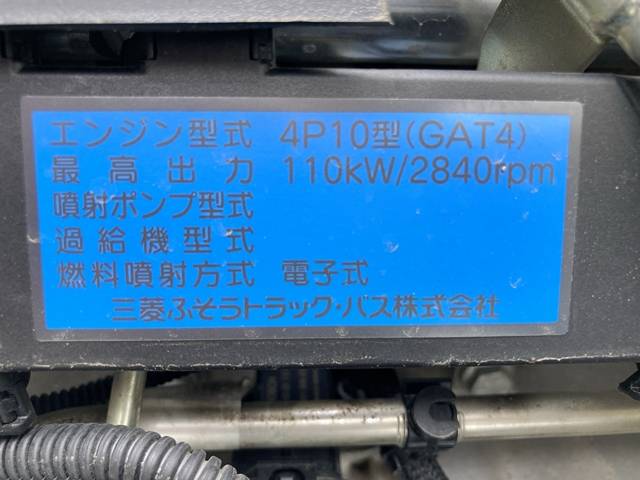 エンジン型式 4P10型(GAT4)
最高出力 110kW/2840rpm
噴射ポンプ型式
過給機型式
燃料噴射方式 電子式
三菱ふそうトラック・バス株式会社